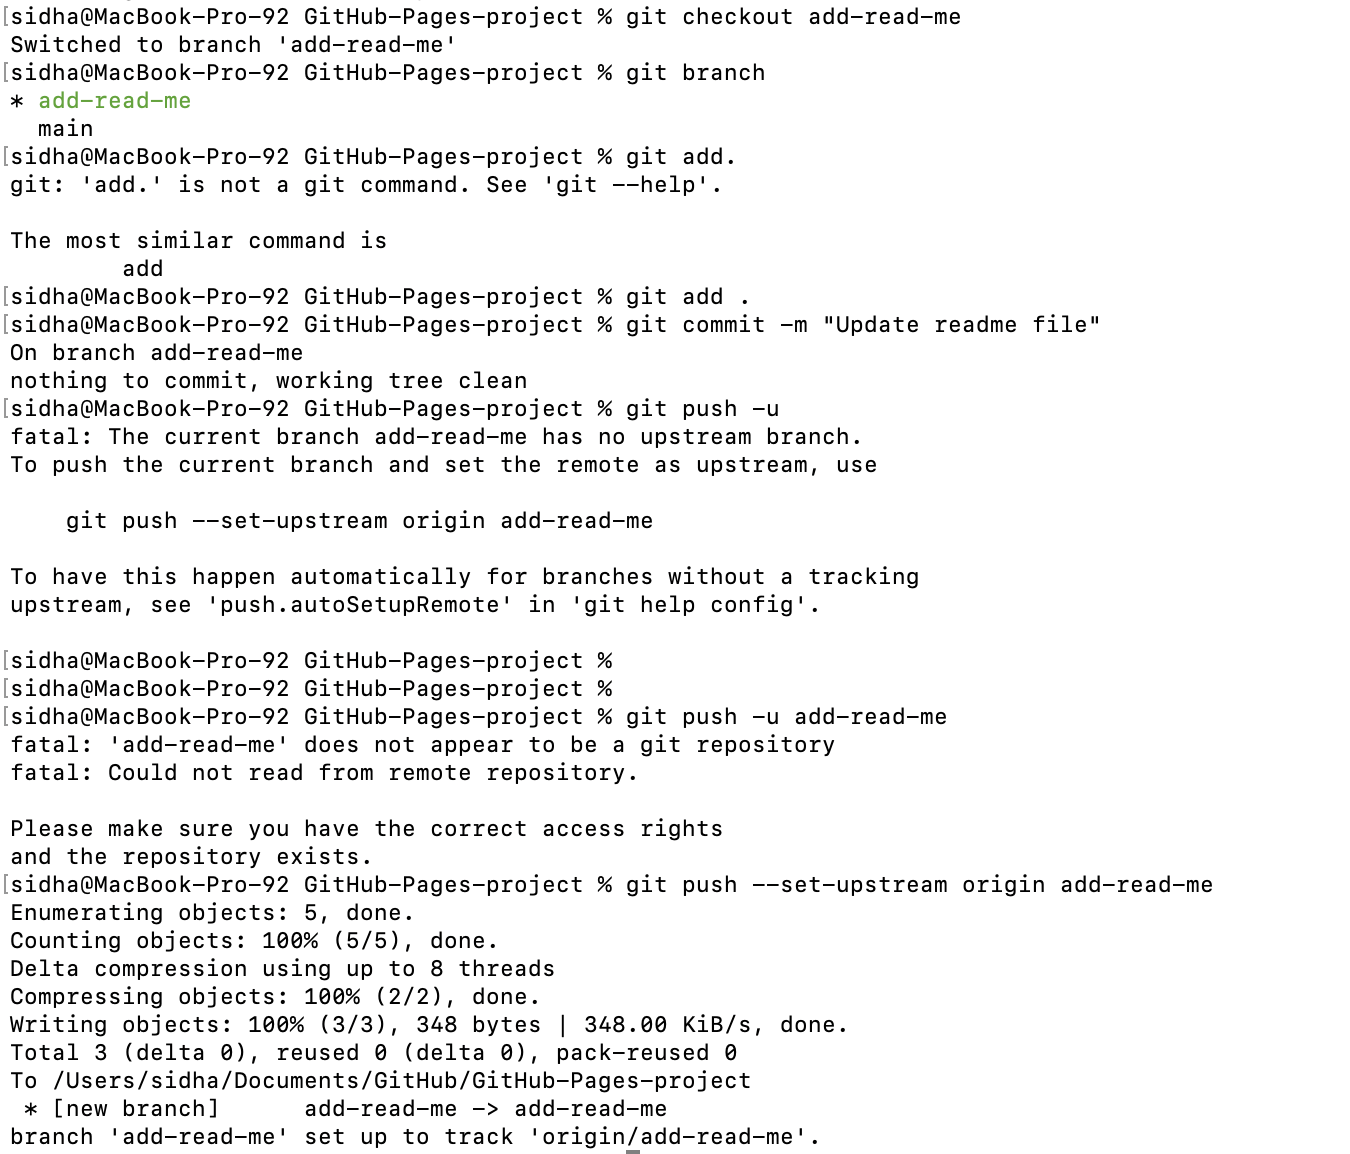 [sidha@MacBook-Pro-92 GitHub-Pages-project % git checkout add-read-me
Switched to branch 'add-read-me'
[sidha@MacBook-Pro-92 GitHub-Pages-project % git branch
* add-read-me
  main
[sidha@MacBook-Pro-92 GitHub-Pages-project % git add.
git: 'add.' is not a git command. See 'git --help'.

The most similar command is
        add
[sidha@MacBook-Pro-92 GitHub-Pages-project % git add .
[sidha@MacBook-Pro-92 GitHub-Pages-project % git commit -m "Update readme file"
On branch add-read-me
nothing to commit, working tree clean
[sidha@MacBook-Pro-92 GitHub-Pages-project % git push -u
fatal: The current branch add-read-me has no upstream branch.
To push the current branch and set the remote as upstream, use

    git push --set-upstream origin add-read-me

To have this happen automatically for branches without a tracking
upstream, see 'push.autoSetupRemote' in 'git help config'.

[sidha@MacBook-Pro-92 GitHub-Pages-project %
[sidha@MacBook-Pro-92 GitHub-Pages-project %
[sidha@MacBook-Pro-92 GitHub-Pages-project % git push -u add-read-me
fatal: 'add-read-me' does not appear to be a git repository
fatal: Could not read from remote repository.

Please make sure you have the correct access rights
and the repository exists.
[sidha@MacBook-Pro-92 GitHub-Pages-project % git push --set-upstream origin add-read-me
Enumerating objects: 5, done.
Counting objects: 100% (5/5), done.
Delta compression using up to 8 threads
Compressing objects: 100% (2/2), done.
Writing objects: 100% (3/3), 348 bytes | 348.00 KiB/s, done.
Total 3 (delta 0), reused 0 (delta 0), pack-reused 0
To /Users/sidha/Documents/GitHub/GitHub-Pages-project
 * [new branch]      add-read-me -> add-read-me
branch 'add-read-me' set up to track 'origin/add-read-me'.